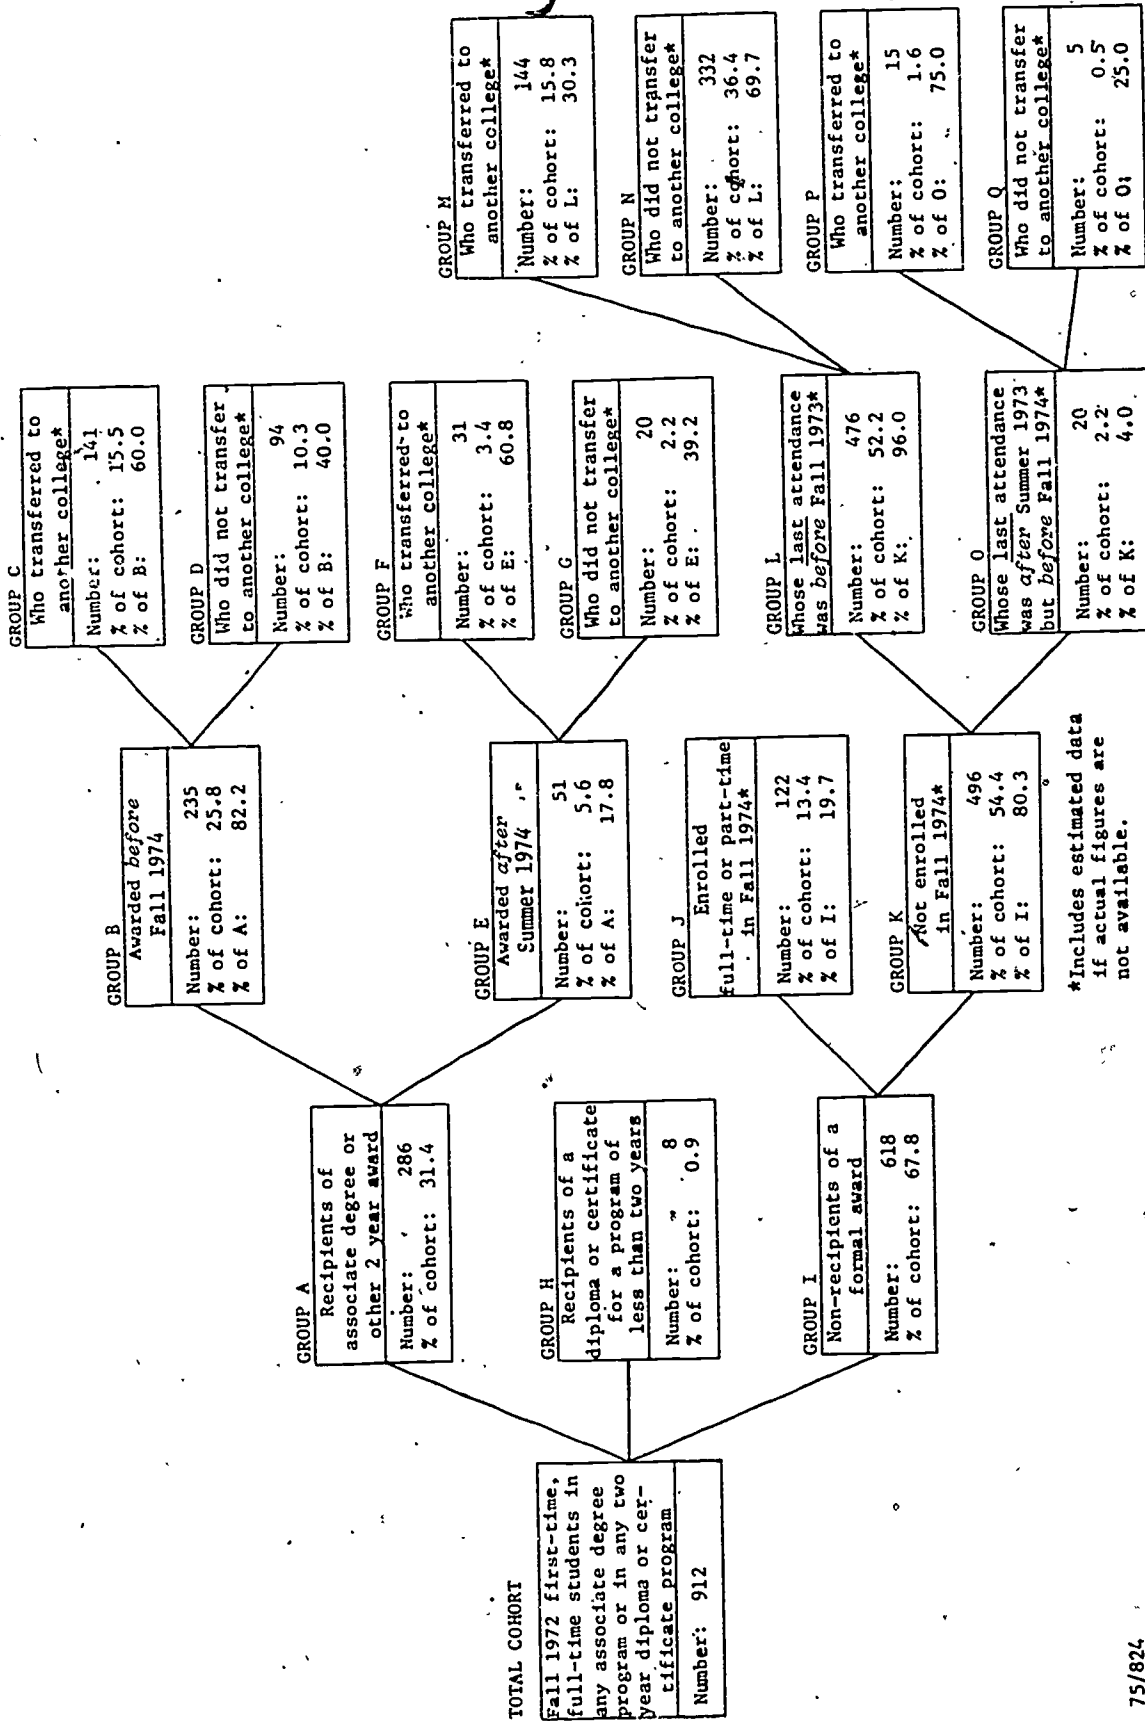 TOTAL COHORT
Fall 1972 first-time,
full-time students in
any associate degree
program or in any two
year diploma or cer-
tificate program
Number: 912
GROUP A
Recipients of
associate degree or
other 2 year award
Number: 286
% of cohort: 31.4
GROUP H
Recipients of a
diploma or certificate
for a program of
less than two years
Number: 8
% of cohort: 0.9
GROUP I
Non-recipients of a
formal award
Number: 618
% of cohort: 67.8
GROUP B
Awarded before
Fall 1974
Number: 235
% of cohort: 25.8
% of A: 82.2
GROUP E
Awarded after
Summer 1974
Number: 51
% of cohort: 5.6
% of A: 17.8
GROUP J
Enrolled
full-time or part-time
in Fall 1974*
Number: 122
% of cohort: 13.4
% of I: 19.7
GROUP K
Not enrolled
in Fall 1974*
Number: 496
% of cohort: 54.4
% of I: 80.3
GROUP C
Who transferred to
another college*
Number: 141
% of cohort: 15.5
% of B: 60.0
GROUP D
Who did not transfer
to another college*
Number: 94
% of cohort: 10.3
% of B: 40.0
GROUP F
Who transferred to
another college*
Number: 31
% of cohort: 3.4
% of E: 60.8
GROUP G
Who did not transfer
to another college*
Number: 20
% of cohort: 2.2
% of E: 39.2
GROUP L
Whose last attendance
was before Fall 1973*
Number: 476
% of cohort: 52.2
% of K: 96.0
GROUP O
Whose last attendance
was after Summer 1973
but before Fall 1974*
Number: 20
% of cohort: 2.2
% of K: 4.0
GROUP M
Who transferred to
another college*
Number: 144
% of cohort: 15.8
% of L: 30.3
GROUP N
Who did not transfer
to another college*
Number: 332
% of cohort: 36.4
% of L: 69.7
GROUP P
Who transferred to
another college*
Number: 15
% of cohort: 1.6
% of O: 75.0
GROUP Q
Who did not transfer
to another college*
Number: 5
% of cohort: 0.5
% of O: 25.0
*Includes estimated data
if actual figures are
not available.
75/824